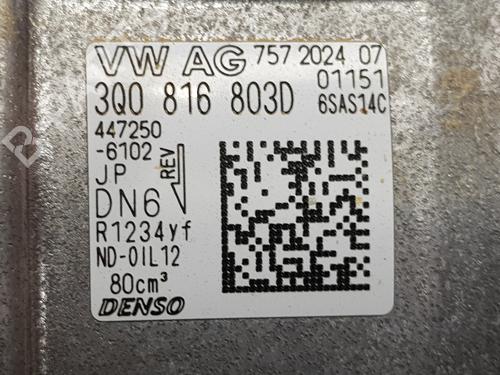 VW AG 757 2024 07
01151
3Q0 816 803D 6SAS14C
447250
-6102
JP REV
DN6
R1234yf
ND-OIL12
80cm³
DENSO